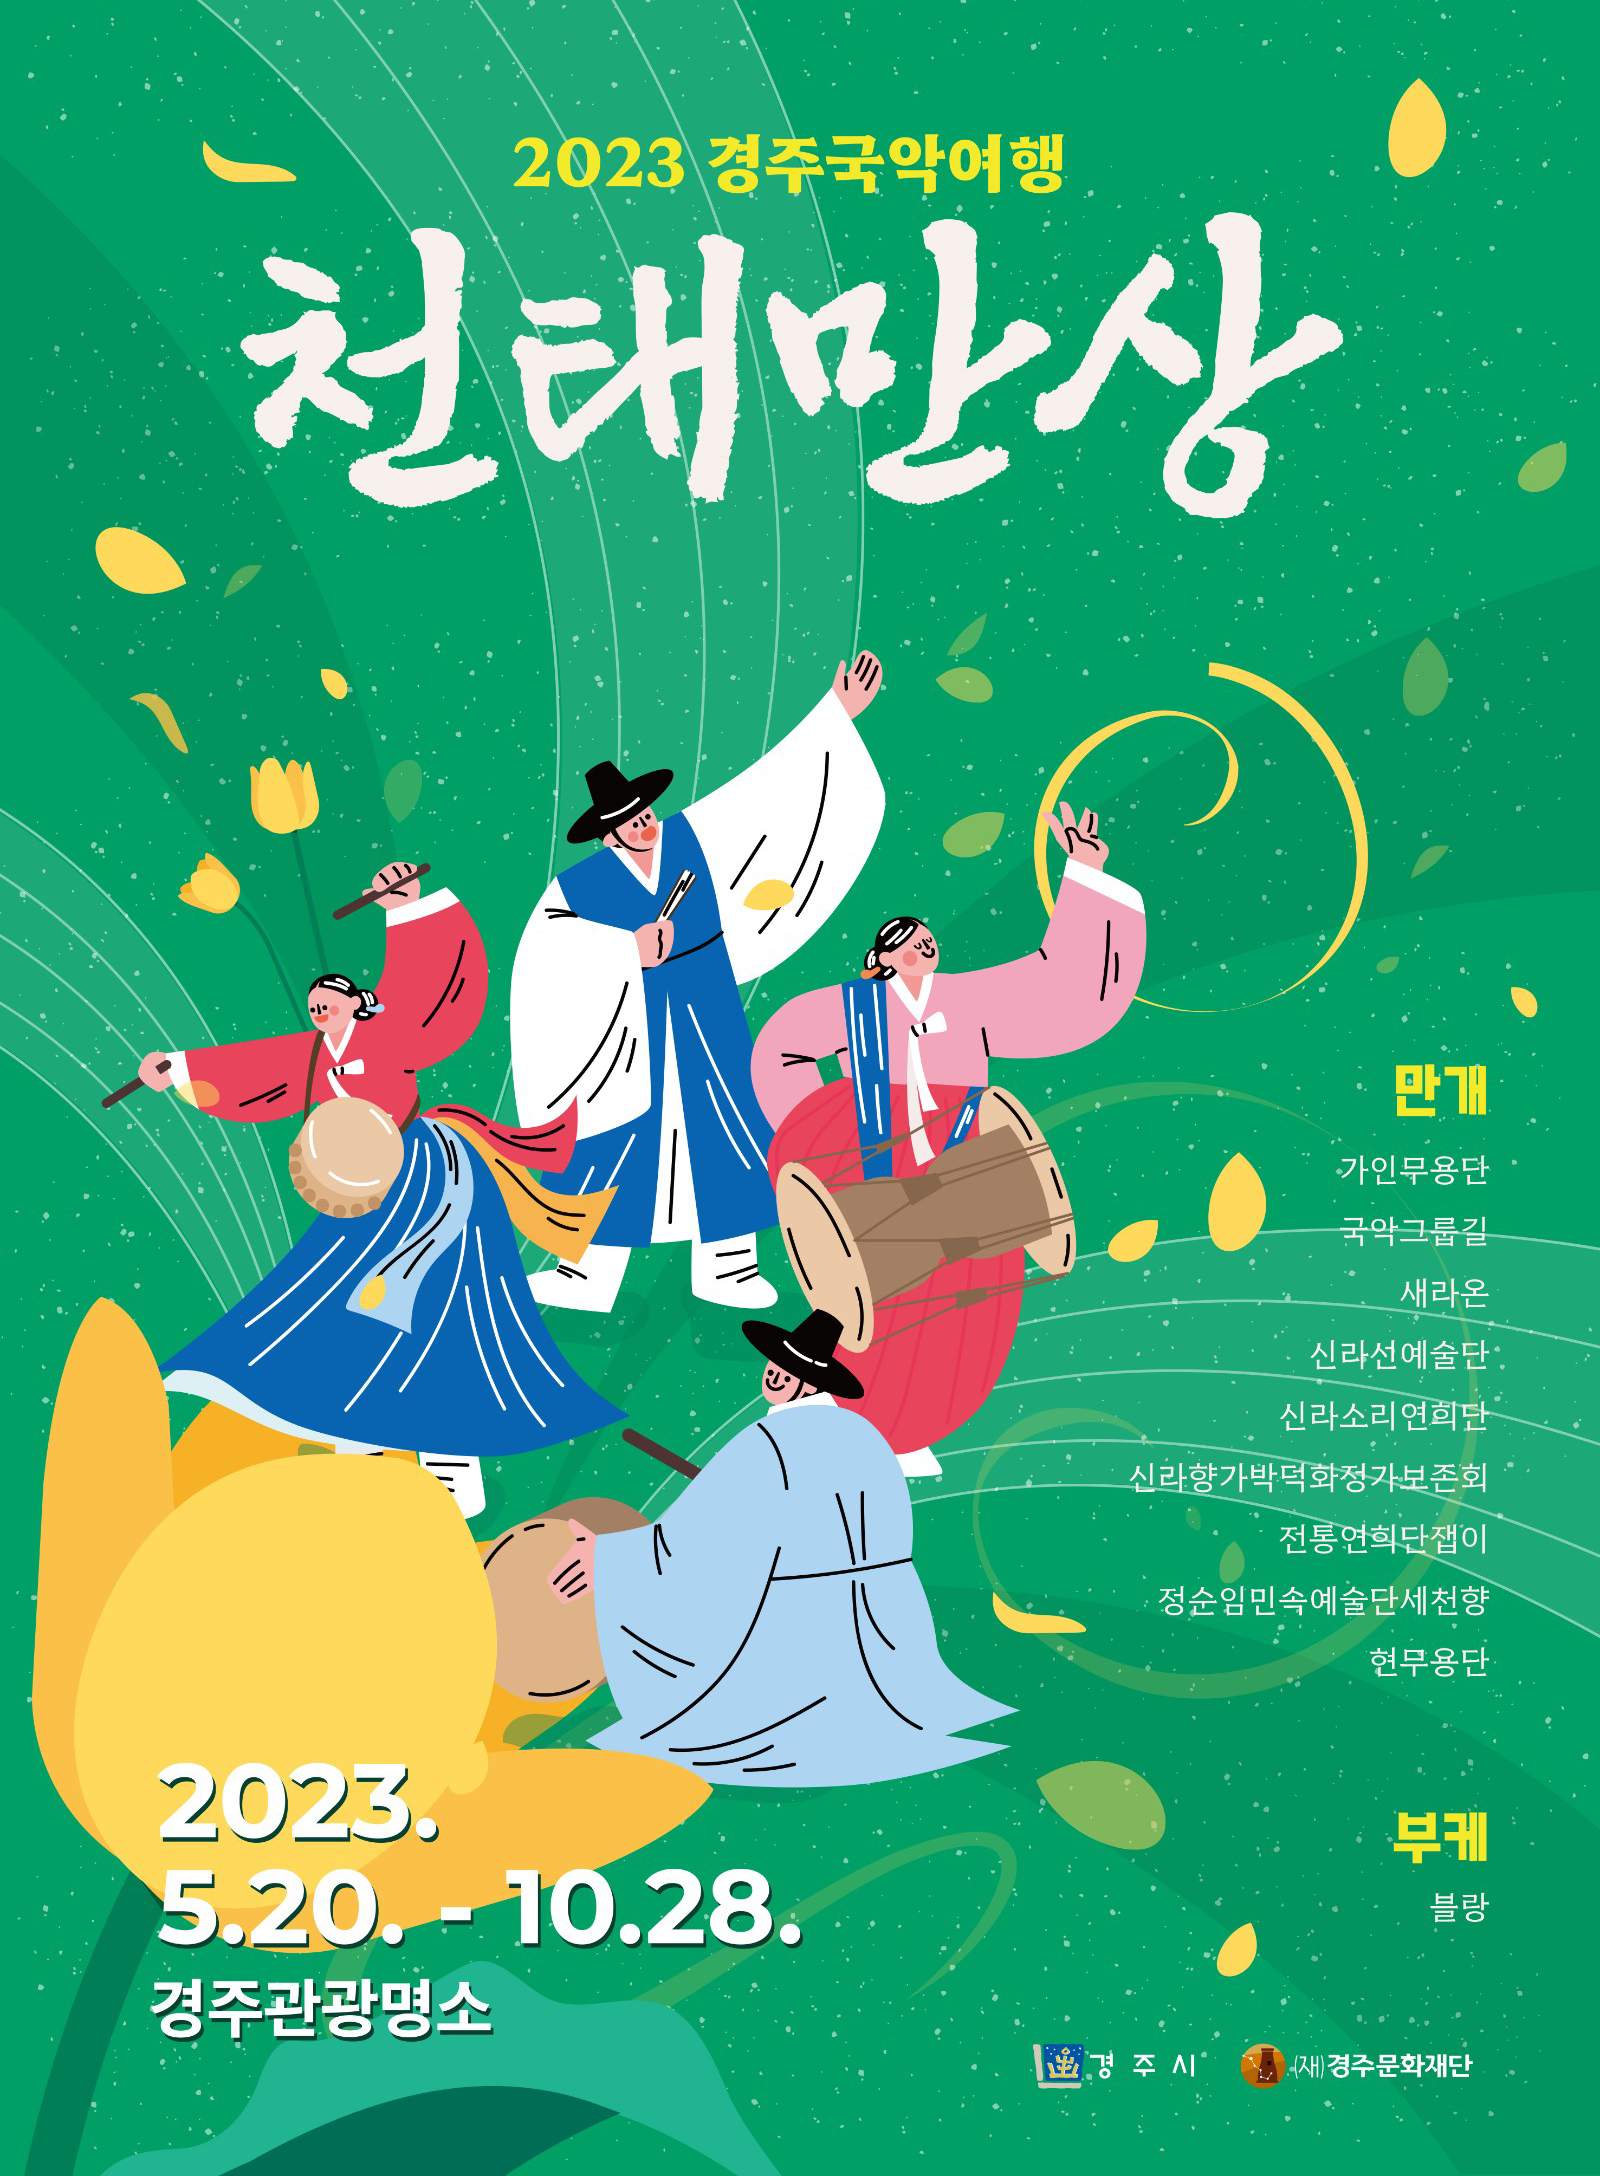 2023 경주국악여행
천태만상
만개
가인무용단
국악그룹길
새라온
신라선예술단
신라소리연희단
신라향가박덕화정가보존회
전통연희단잽이
정순임민속예술단세천향
현무용단
부케
블랑
2023.
5.20. - 10.28.
경주관광명소
경 주 시
(재)경주문화재단